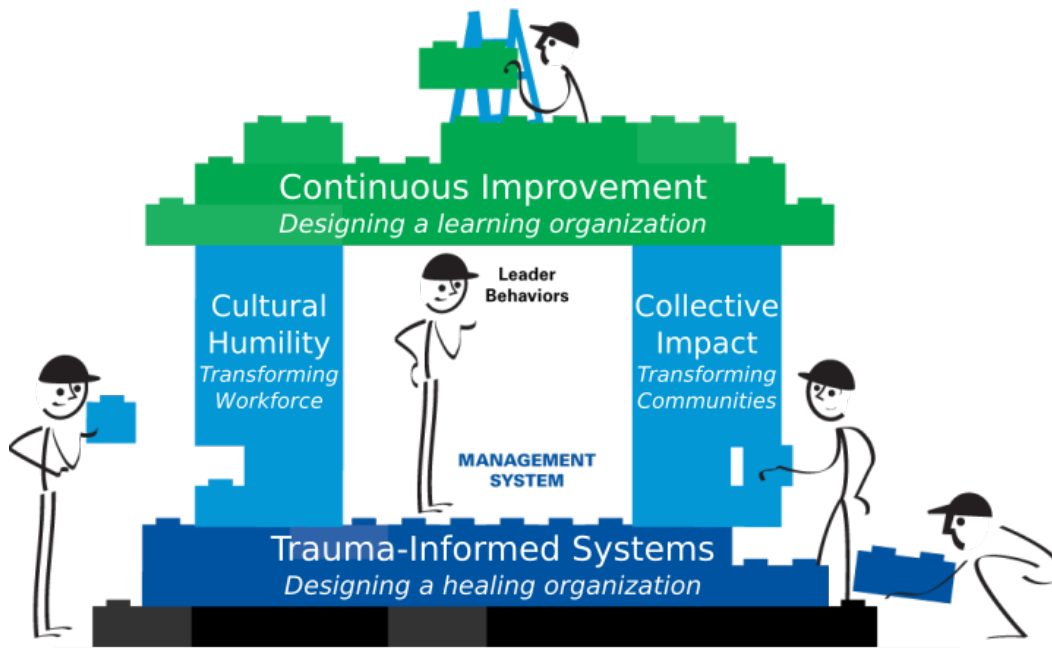 Continuous Improvement
Designing a learning organization
Leader
Behaviors
Cultural
Humility
Transforming
Workforce
Collective
Impact
Transforming
Communities
MANAGEMENT
SYSTEM
Trauma-Informed Systems
Designing a healing organization